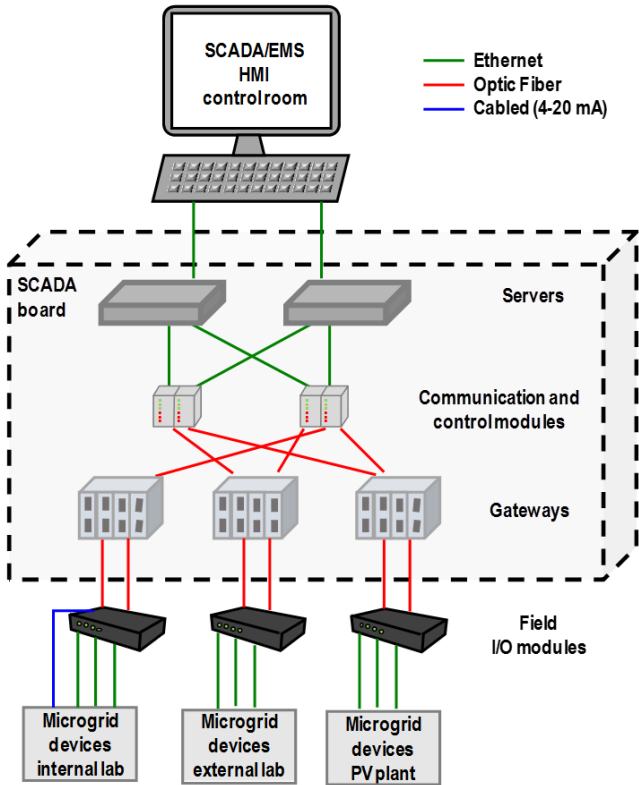 SCADA/EMS
HMI
control room
Ethernet
Optic Fiber
Cabled (4-20 mA)
SCADA
board
Servers
Communication and
control modules
Gateways
Field
I/O modules
Microgrid
devices
internal lab
Microgrid
devices
external lab
Microgrid
devices
PV plant